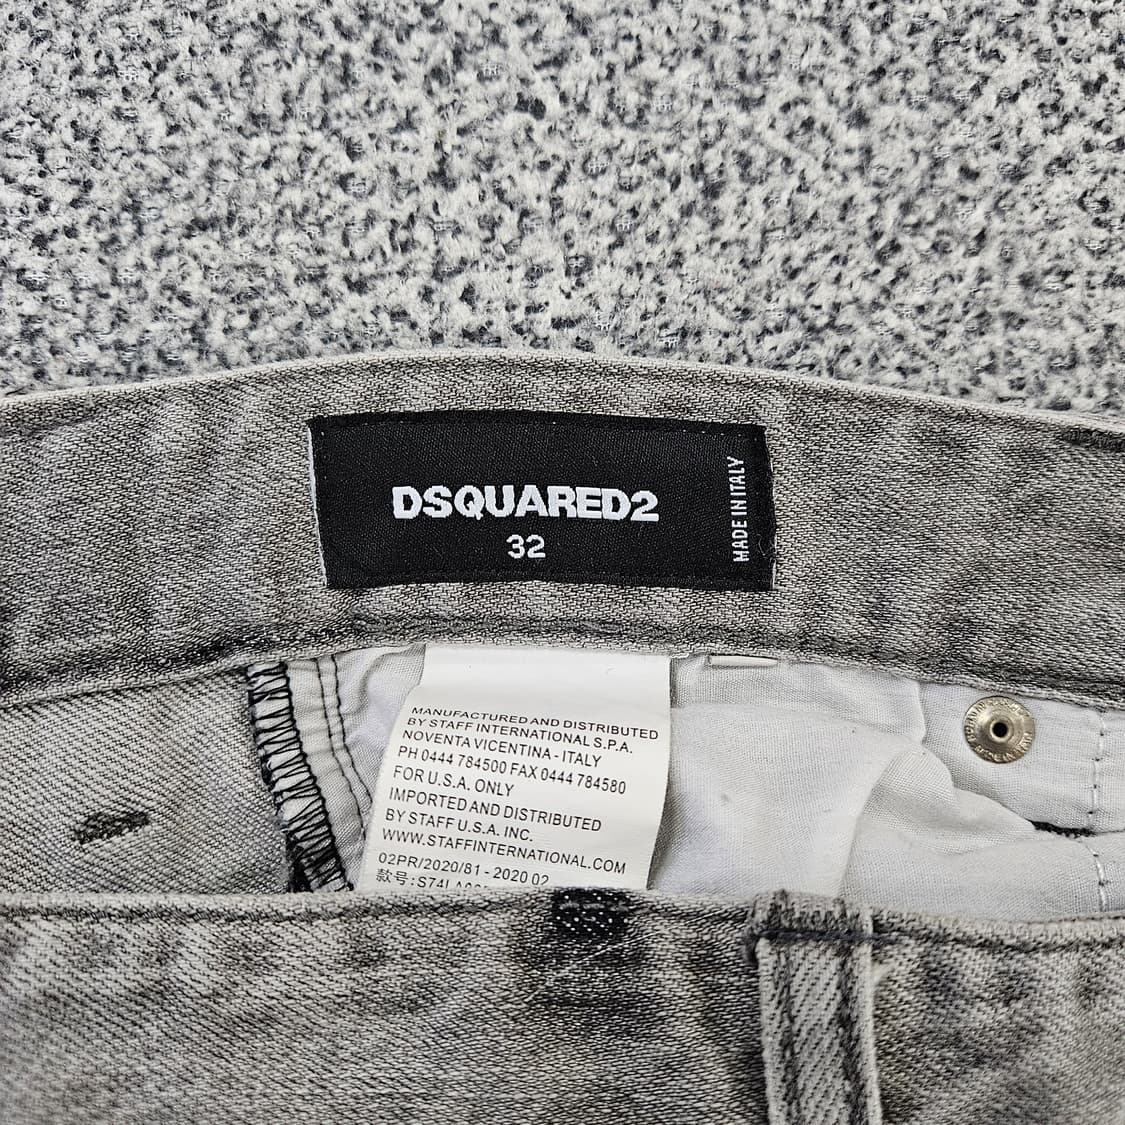 DSQUARED2
32
MADE IN ITALY
MANUFACTURED AND DISTRIBUTED
BY STAFF INTERNATIONAL S.P.A.
NOVENTA VICENTINA - ITALY
PH 0444 784500 FAX 0444 784580
FOR U.S.A. ONLY
IMPORTED AND DISTRIBUTED
BY STAFF U.S.A. INC.
WWW.STAFFINTERNATIONAL.COM
02PR/2020/81 - 2020 02
款号:S74LA